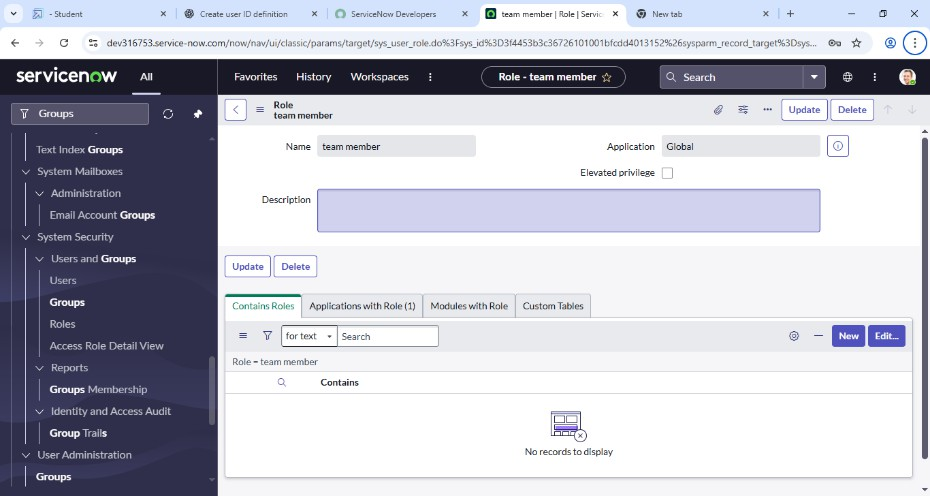 - Student
Create user ID definition
ServiceNow Developers
team member | Role | Servic
New tab
dev316753.service-now.com/now/nav/ui/classic/params/target/sys_user_role.do%3Fsys_id%3D3f4453b3c36726101001bfcdd4013152%26sysparm_record_target%3Dsys...
servicenow
All
Favorites
History
Workspaces
Role - team member
Search
Groups
Text Index Groups
System Mailboxes
Administration
Email Account Groups
System Security
Users and Groups
Users
Groups
Roles
Access Role Detail View
Reports
Groups Membership
Identity and Access Audit
Group Trails
User Administration
Groups
Role
team member
Update
Delete
Name
team member
Application
Global
Elevated privilege
Description
Update
Delete
Contains Roles
Applications with Role (1)
Modules with Role
Custom Tables
for text
Search
New
Edit...
Role = team member
Contains
No records to display